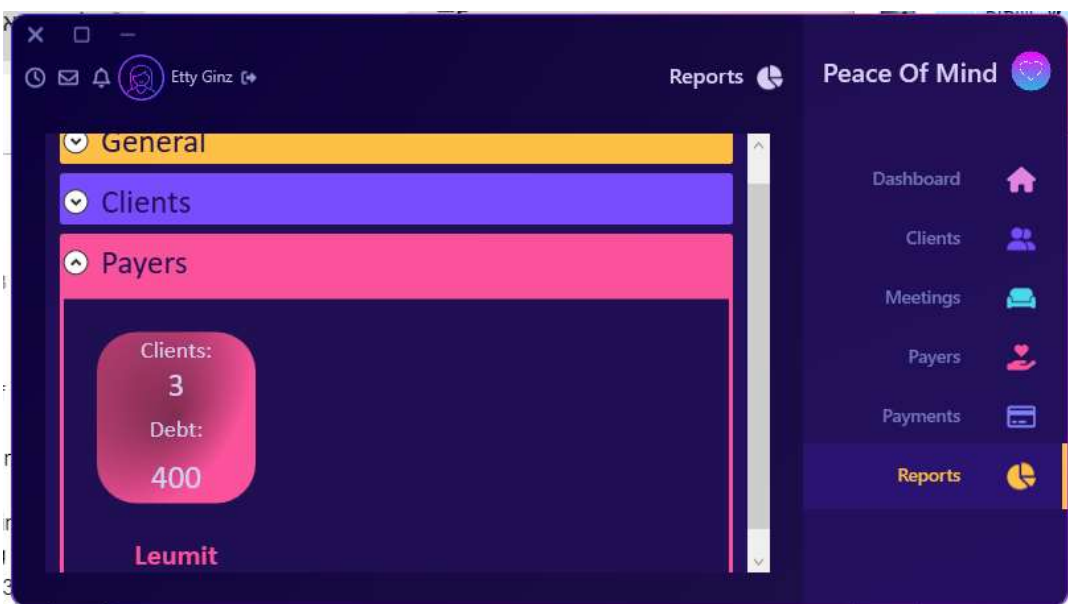 Etty Ginz
Reports
Peace Of Mind
General
Clients
Payers
Clients:
3
Debt:
400
Leumit
Dashboard
Clients
Meetings
Payers
Payments
Reports